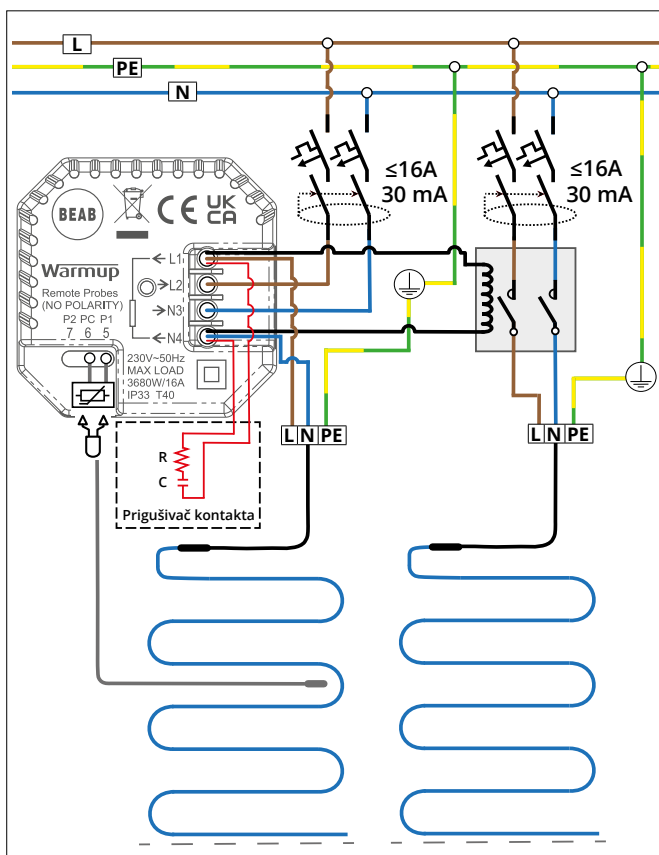 L
PE
N
≤16A
30 mA
≤16A
30 mA
BEAB
CE UK
CA
Warmup
Remote Probes
(NO POLARITY)
P2 PC P1
7 6 5
L1
L2
N3
N4
230V~50Hz
MAX LOAD
3680W/16A
IP33 T40
L N PE
L N PE
R
C
Prigušivač kontakta